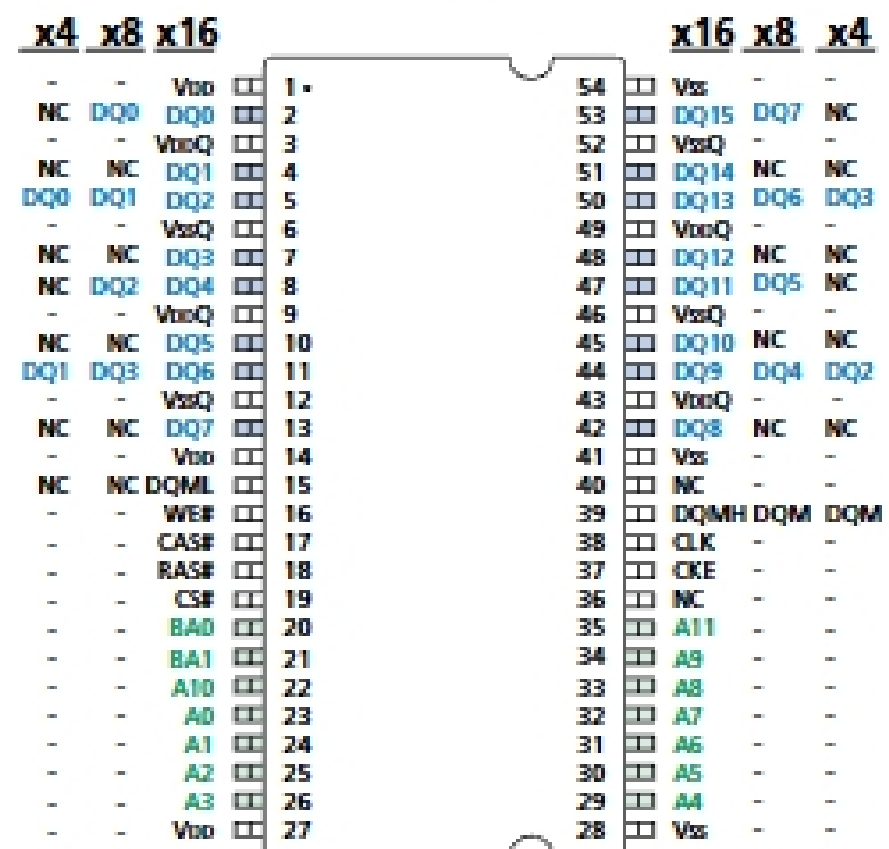 x4 x8 x16 x16 x8 x4
- - VDD 1 54 Vss - -
NC DQ0 DQ0 2 53 DQ15 DQ7 NC
- - VDDQ 3 52 VssQ - -
NC NC DQ1 4 51 DQ14 NC NC
DQ0 DQ1 DQ2 5 50 DQ13 DQ6 DQ3
- - VssQ 6 49 VDDQ - -
NC NC DQ3 7 48 DQ12 NC NC
NC DQ2 DQ4 8 47 DQ11 DQ5 NC
- - VDDQ 9 46 VssQ - -
NC NC DQ5 10 45 DQ10 NC NC
DQ1 DQ3 DQ6 11 44 DQ9 DQ4 DQ2
- - VssQ 12 43 VDDQ - -
NC NC DQ7 13 42 DQ8 NC NC
- - VDD 14 41 Vss - -
NC NC DQML 15 40 NC - -
- - WE# 16 39 DQMH DQM DQM
- - CAS# 17 38 CLK - -
- - RAS# 18 37 CKE - -
- - CS# 19 36 NC - -
- - BA0 20 35 A11 - -
- - BA1 21 34 A9 - -
- - A10 22 33 A8 - -
- - A0 23 32 A7 - -
- - A1 24 31 A6 - -
- - A2 25 30 A5 - -
- - A3 26 29 A4 - -
- - VDD 27 28 Vss - -